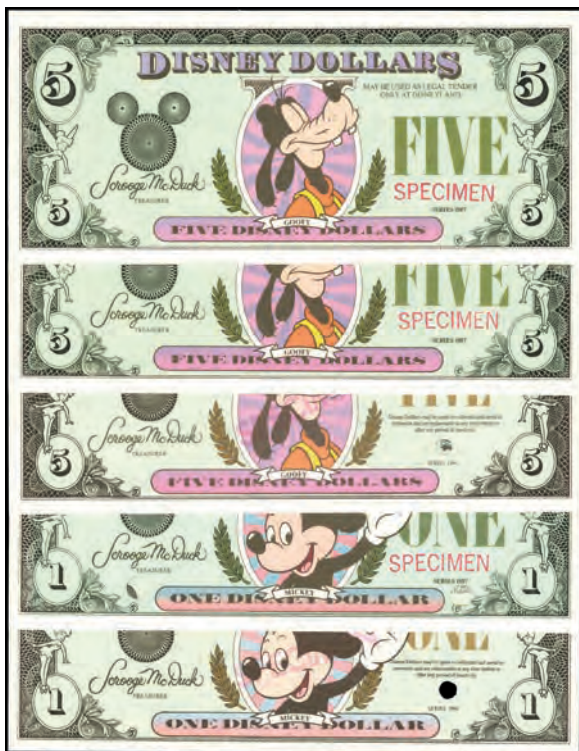 5 DISNEY DOLLARS 5
MAY BE USED AS LEGAL TENDER
ONLY AT DISNEY
FIVE
SPECIMEN
Scrooge McDuck
TREASURER
SERIES 1987
5 GOOFY 5
FIVE DISNEY DOLLARS
FIVE
Scrooge McDuck
SPECIMEN
TREASURER
SERIES 1987
5 GOOFY 5
FIVE DISNEY DOLLARS
FIVE
Scrooge McDuck
TREASURER
5 GOOFY 5
FIVE DISNEY DOLLARS
ONE
Scrooge McDuck
SPECIMEN
TREASURER
SERIES 1987
1 MICKEY 1
ONE DISNEY DOLLAR
ONE
Scrooge McDuck
TREASURER
1 MICKEY 1
ONE DISNEY DOLLAR